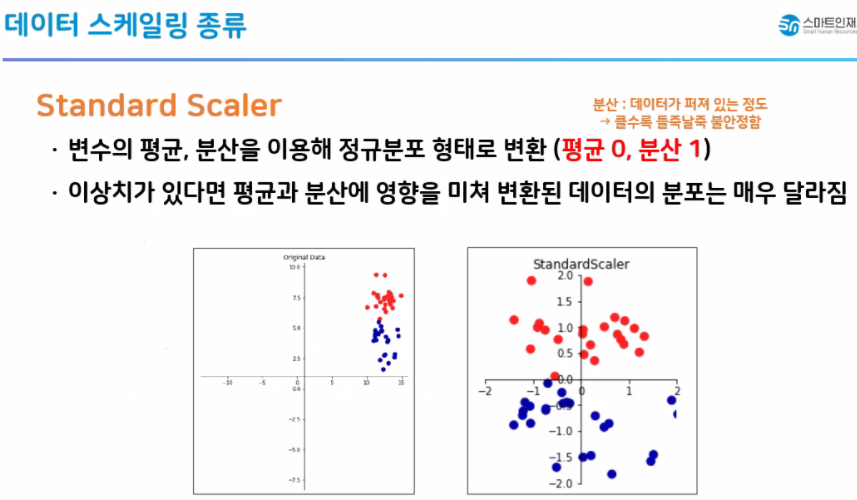 데이터 스케일링 종류
스마트인재
Smart Human Resources
Standard Scaler
분산 : 데이터가 퍼져 있는 정도
→ 클수록 들죽날죽 불안정함
· 변수의 평균, 분산을 이용해 정규분포 형태로 변환 (평균 0, 분산 1)
· 이상치가 있다면 평균과 분산에 영향을 미쳐 변환된 데이터의 분포는 매우 달라짐
Original Data
10.0
7.5
5.0
2.5
-10 -5 0 5 10 15
0.0
-2.5
-5.0
-7.5
StandardScaler
2.0
1.5
1.0
0.5
0.0
-2 -1 0 1 2
-0.5
-1.0
-1.5
-2.0